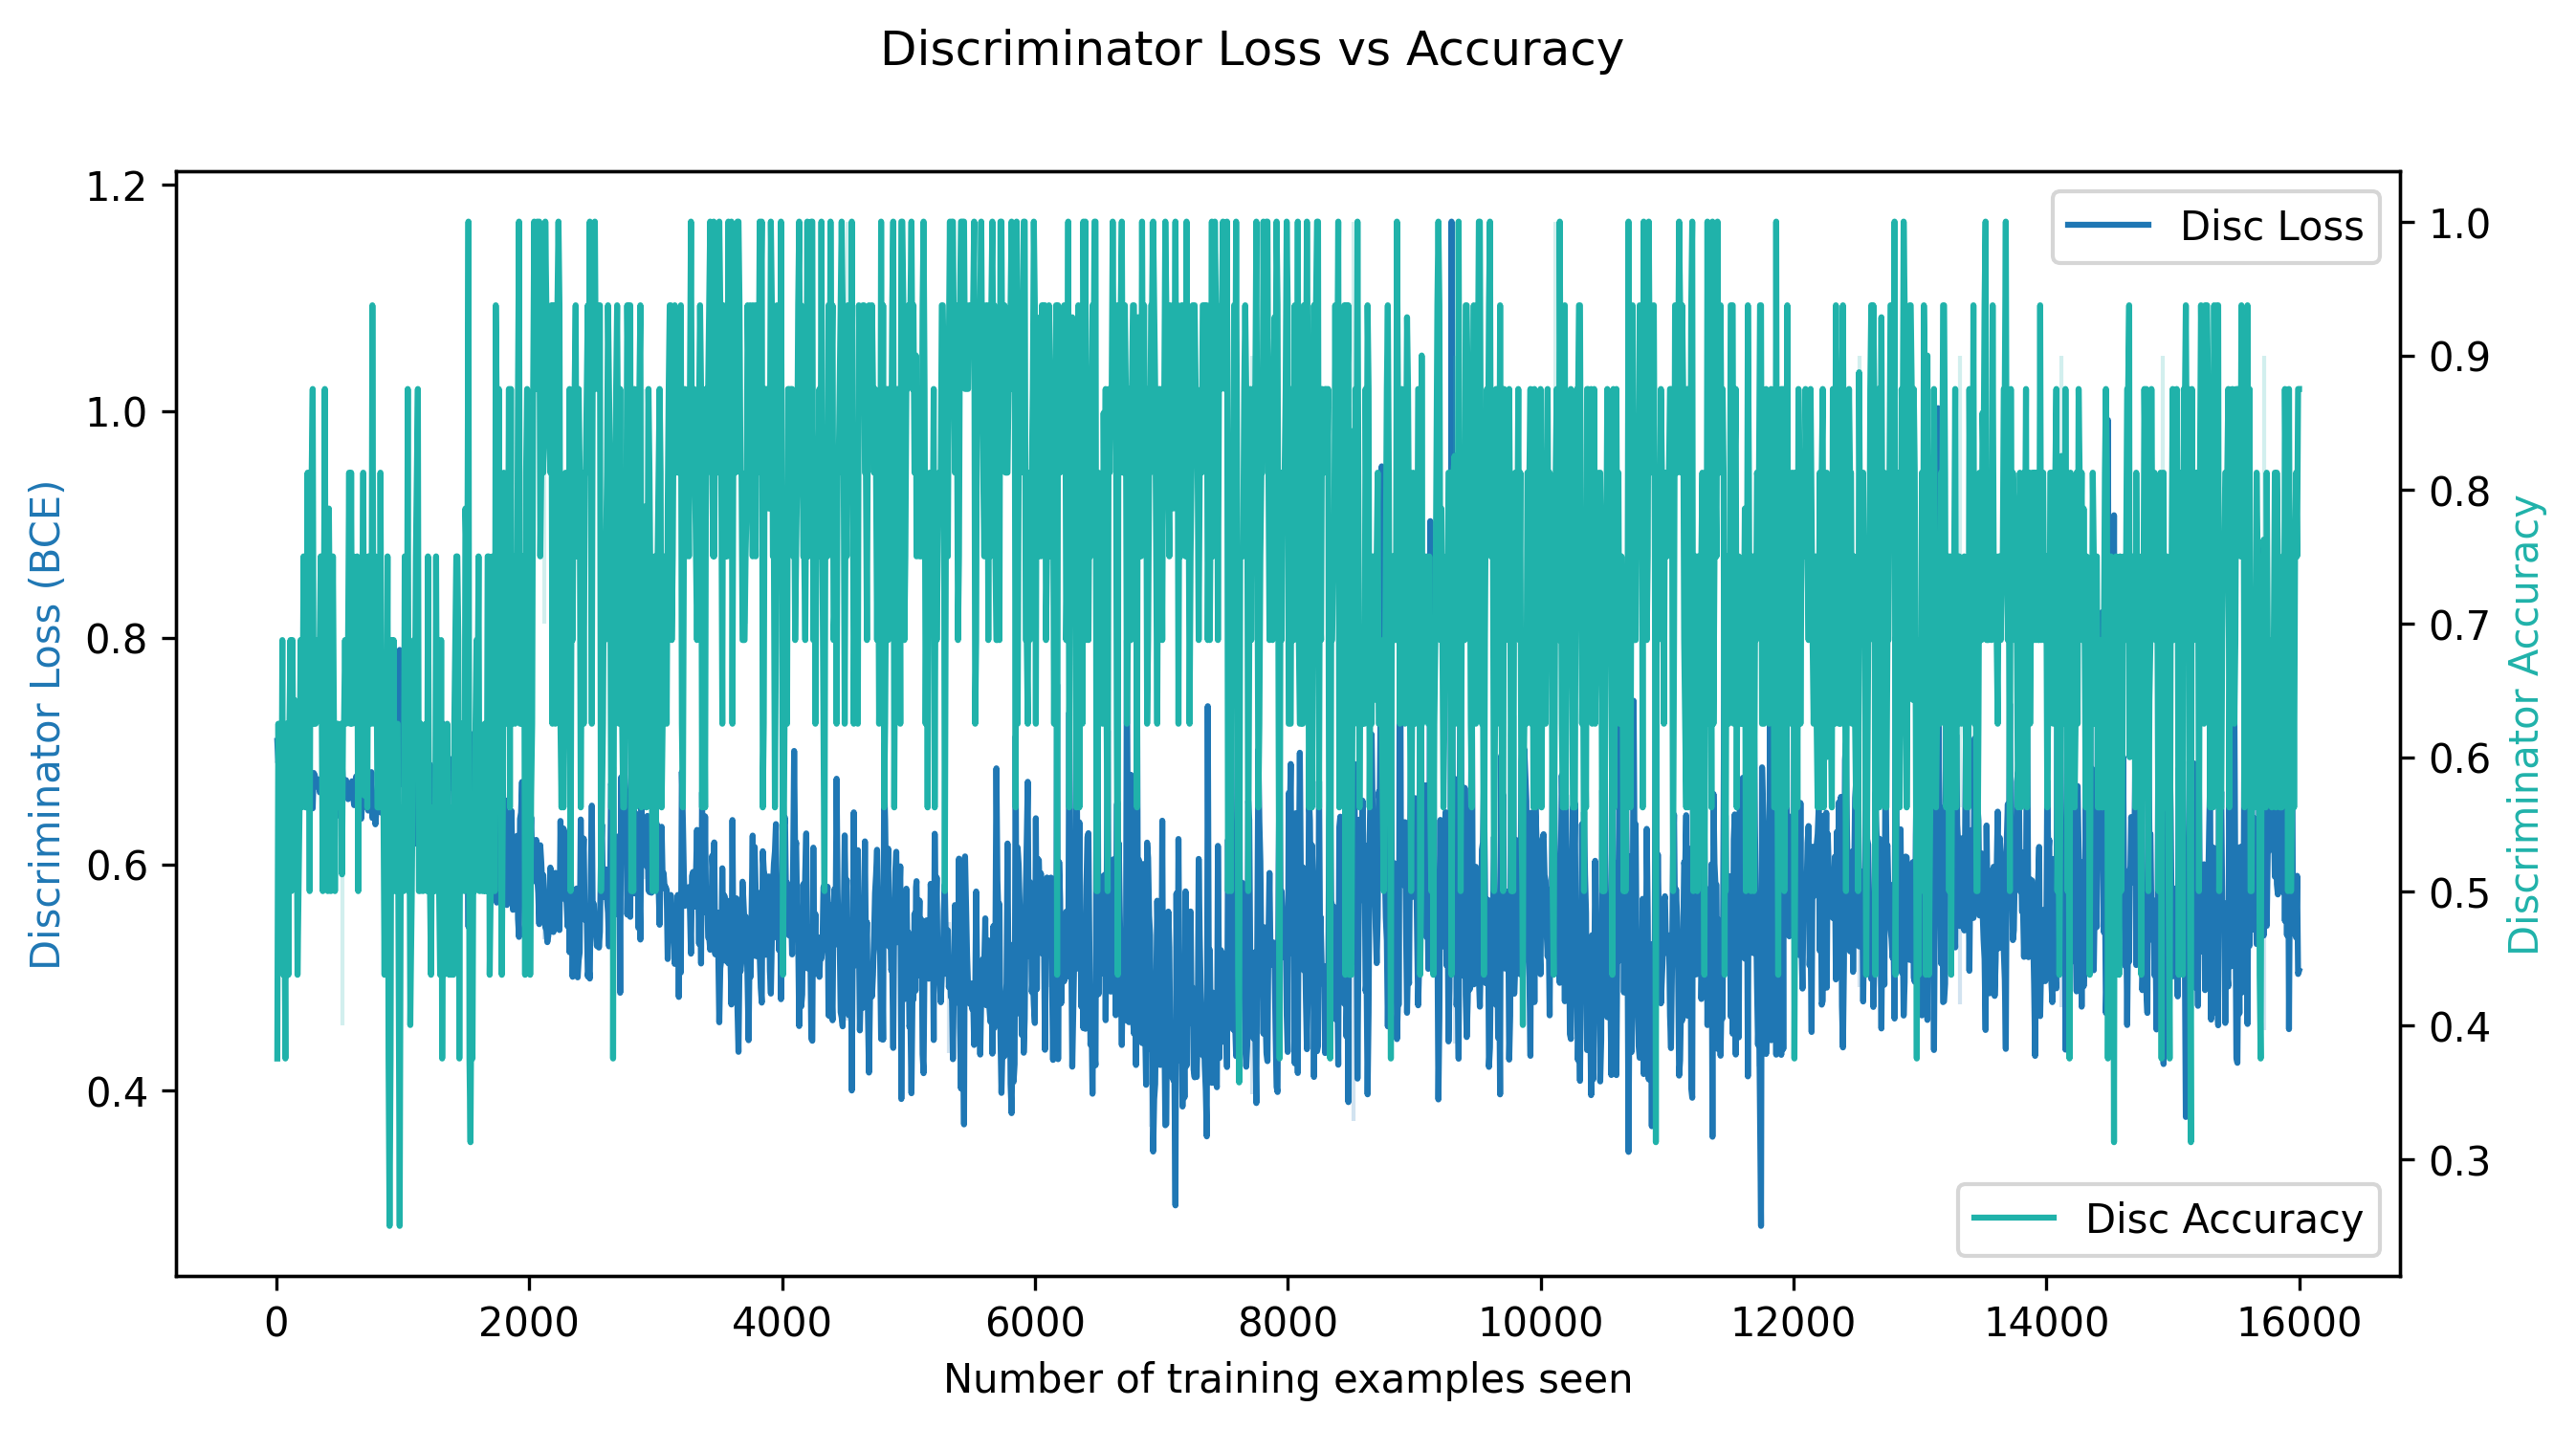 Discriminator Loss vs Accuracy
Discriminator Loss (BCE)
1.2
1.0
0.8
0.6
0.4
Disc Loss
Disc Accuracy
1.0
0.9
0.8
0.7
0.6
0.5
0.4
0.3
Discriminator Accuracy
0 2000 4000 6000 8000 10000 12000 14000 16000
Number of training examples seen